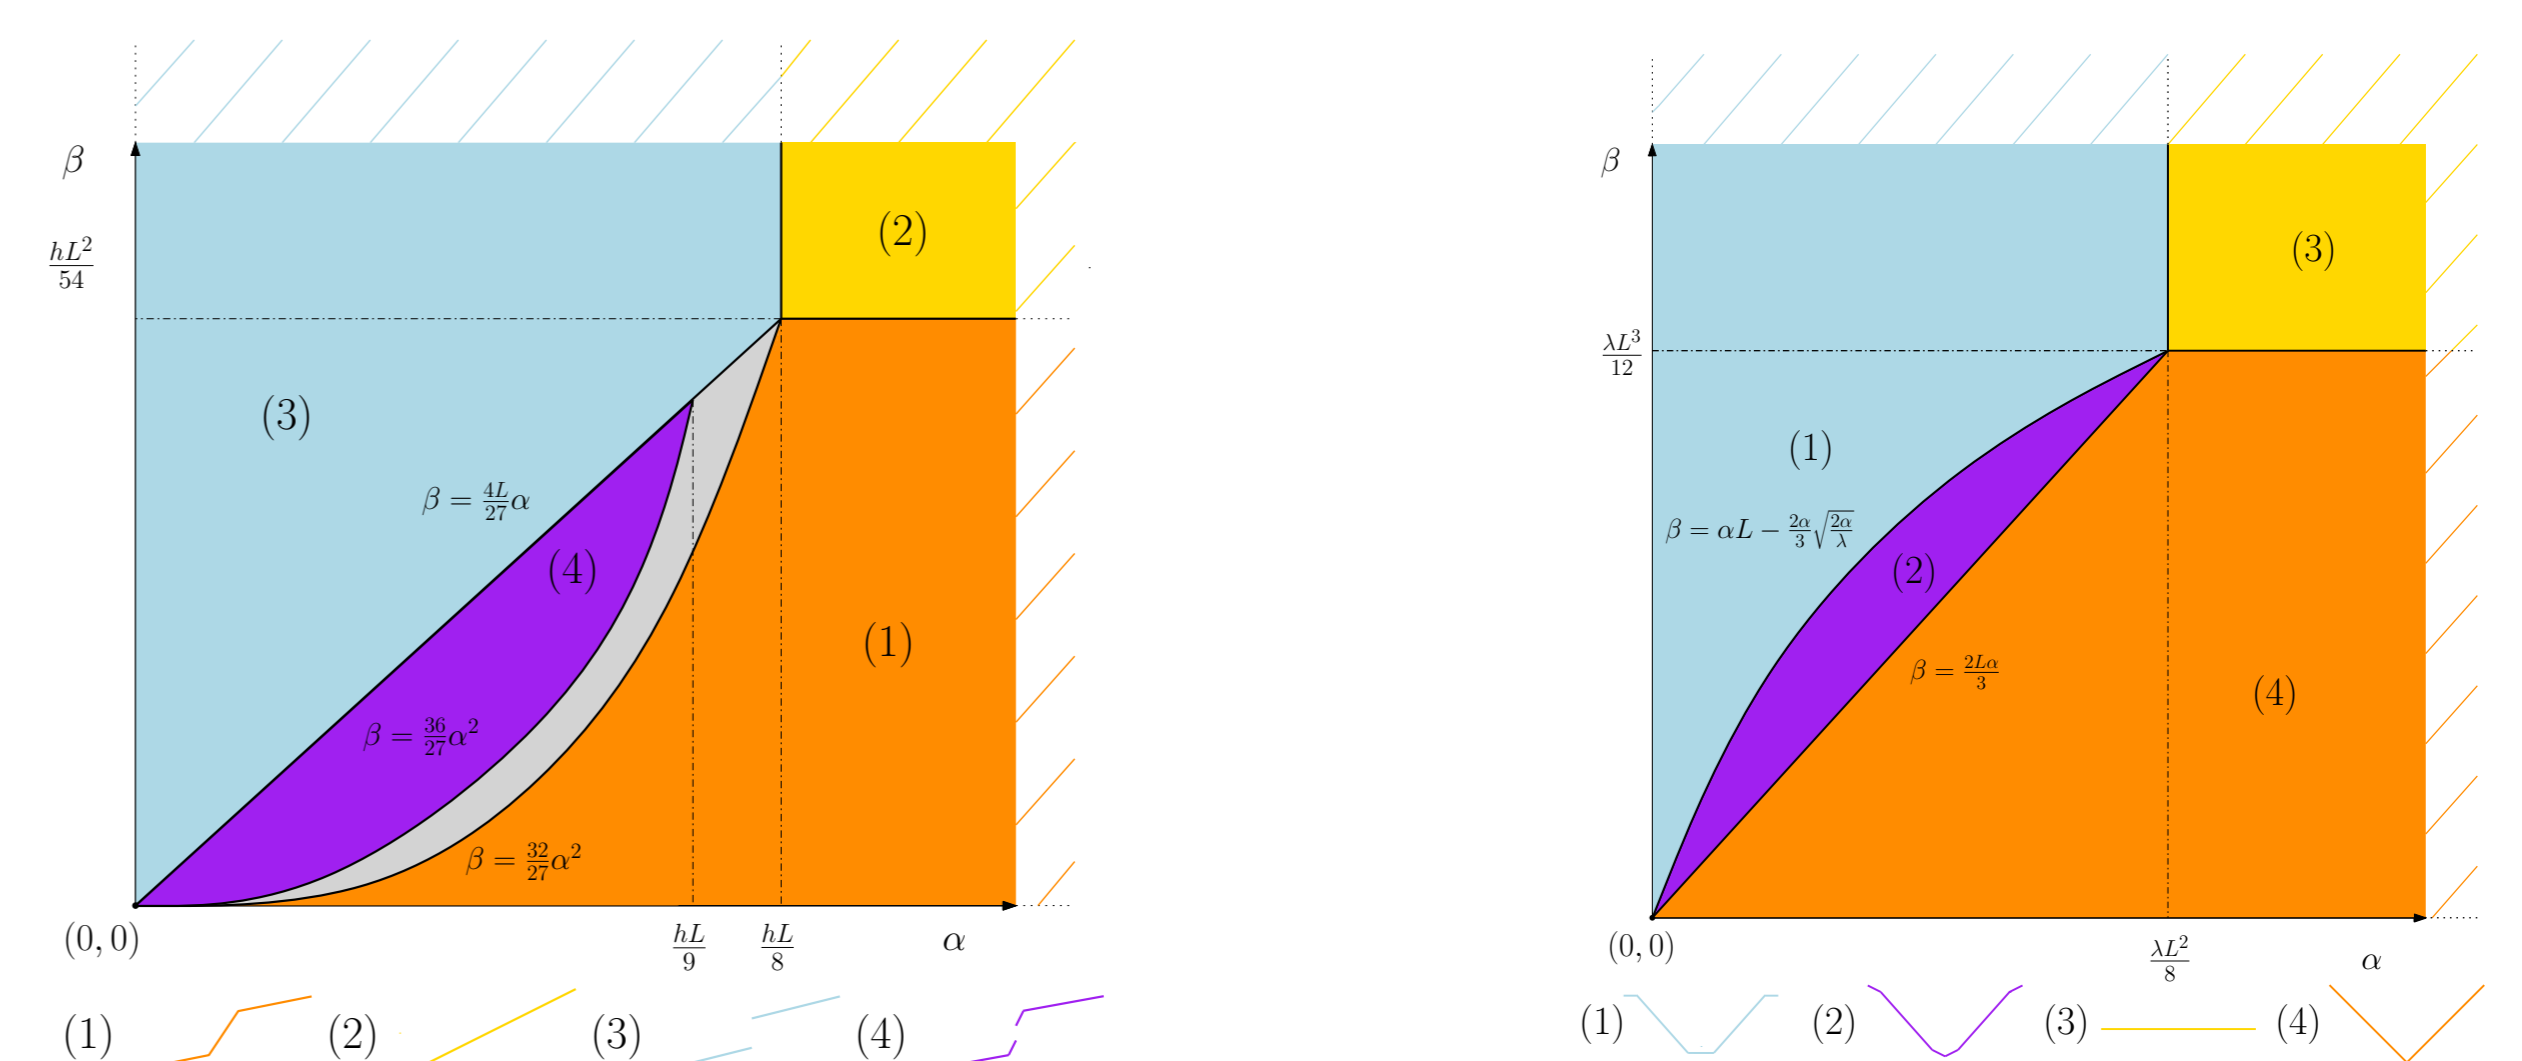 β
hL²/54
(2)
(3)
β = 4L/27 α
(4)
(1)
β = 36/27 α²
β = 32/27 α²
(0, 0)
hL/9
hL/8
α
(1)
(2)
(3)
(4)
β
(3)
λL³/12
(1)
β = αL − 2α/3 √(2α/λ)
(2)
β = 2Lα/3
(4)
(0, 0)
λL²/8
α
(1)
(2)
(3)
(4)